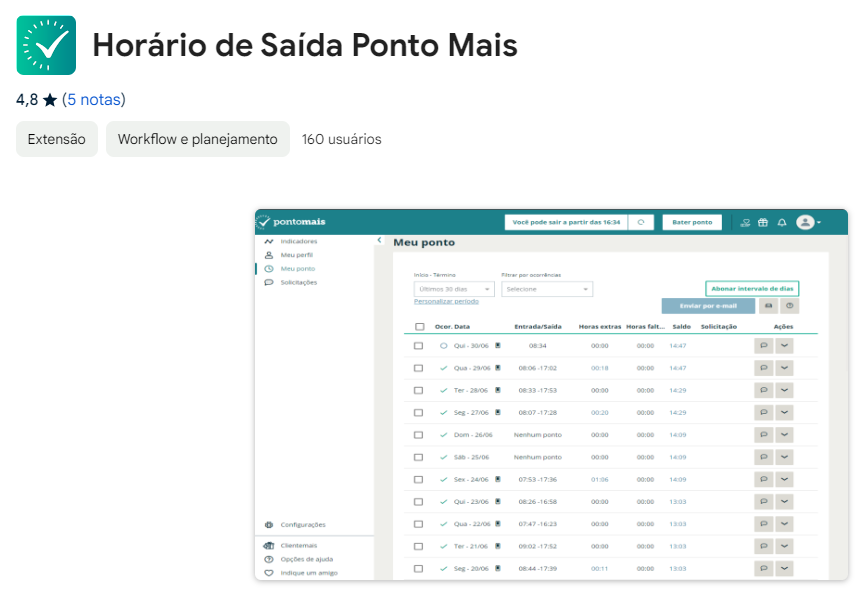 Horário de Saída Ponto Mais
4,8 ★ (5 notas)
Extensão Workflow e planejamento 160 usuários
pontomais Você pode sair a partir das 16:34 Bater ponto
Indicadores
Meu perfil
Meu ponto
Solicitações
Configurações
Clientemais
Opções de ajuda
Indique um amigo
Meu ponto
Início - Término Filtrar por ocorrências
Últimos 30 dias Selecione Abonar intervalo de dias
Personalizar período Enviar por e-mail
Ocor. Data Entrada/Saída Horas extras Horas falt... Saldo Solicitação Ações
Qui - 30/06 08:34 00:00 00:00 14:47
Qua - 29/06 08:06 -17:02 00:18 00:00 14:47
Ter - 28/06 08:33 -17:53 00:00 00:00 14:29
Seg - 27/06 08:07 -17:28 00:20 00:00 14:29
Dom - 26/06 Nenhum ponto 00:00 00:00 14:09
Sáb - 25/06 Nenhum ponto 00:00 00:00 14:09
Sex - 24/06 07:53 -17:36 01:06 00:00 14:09
Qui - 23/06 08:26 -16:58 00:00 00:00 13:03
Qua - 22/06 07:47 -16:23 00:00 00:00 13:03
Ter - 21/06 09:02 -17:52 00:00 00:00 13:03
Seg - 20/06 08:44 -17:39 00:11 00:00 13:03